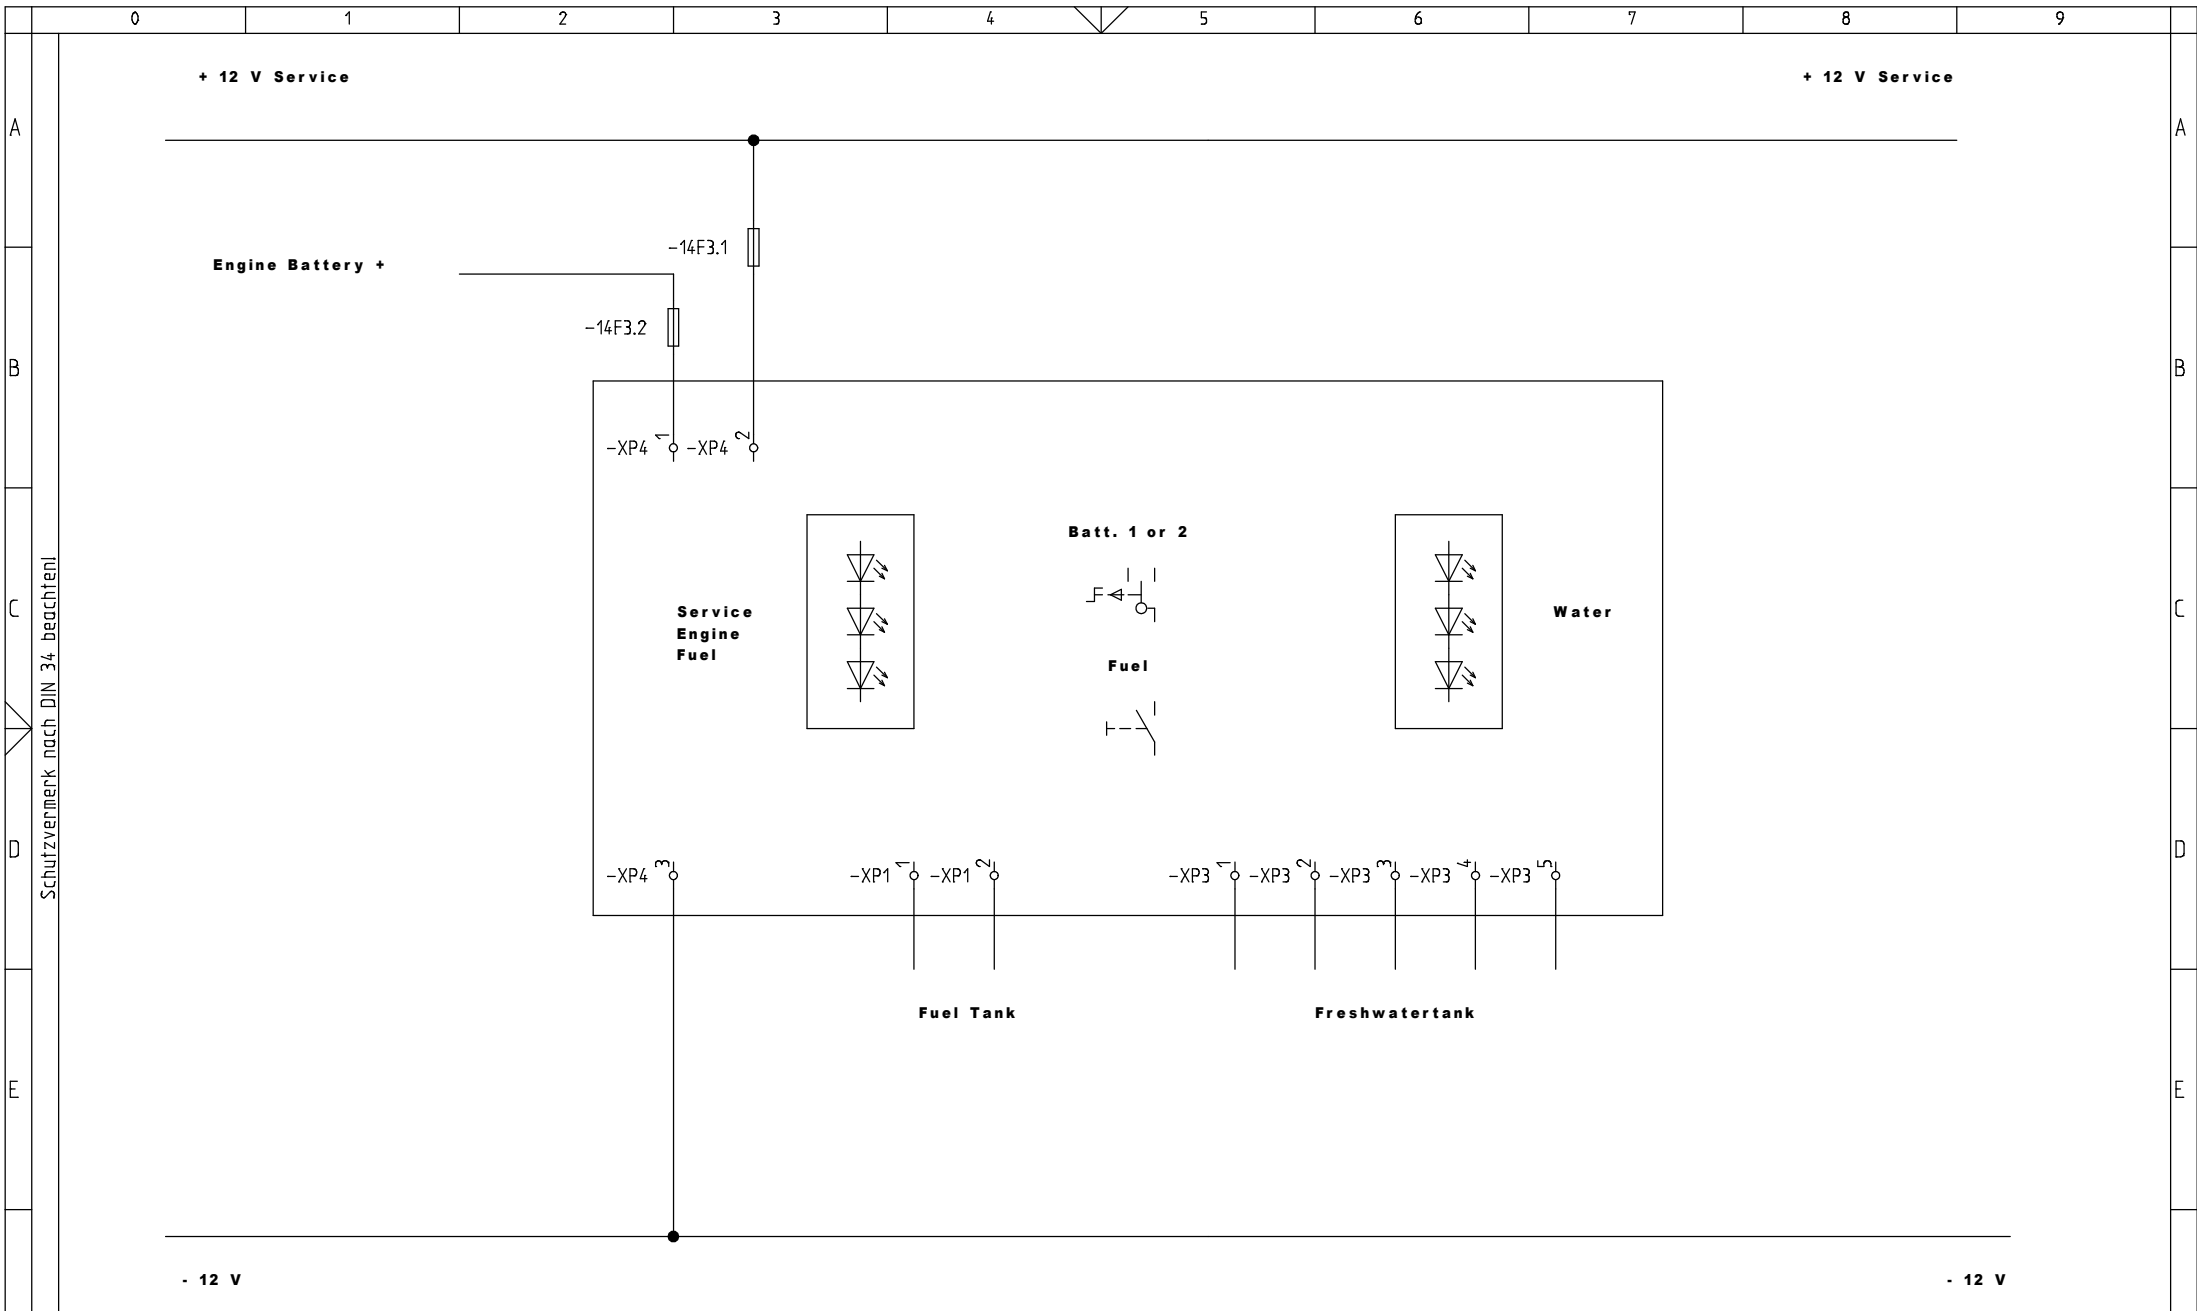 0 1 2 3 4 5 6 7 8 9
+ 12 V Service + 12 V Service
A A
-14F3.1
Engine Battery +
-14F3.2
B B
-XP4 1 -XP4 2
Batt. 1 or 2
C C
Service
Engine
Fuel
Water
Fuel
Schutzvermerk nach DIN 34 beachten!
D D
-XP4 3 -XP1 1 -XP1 2 -XP3 1 -XP3 2 -XP3 3 -XP3 4 -XP3 5
Fuel Tank Freshwatertank
E E
- 12 V - 12 V